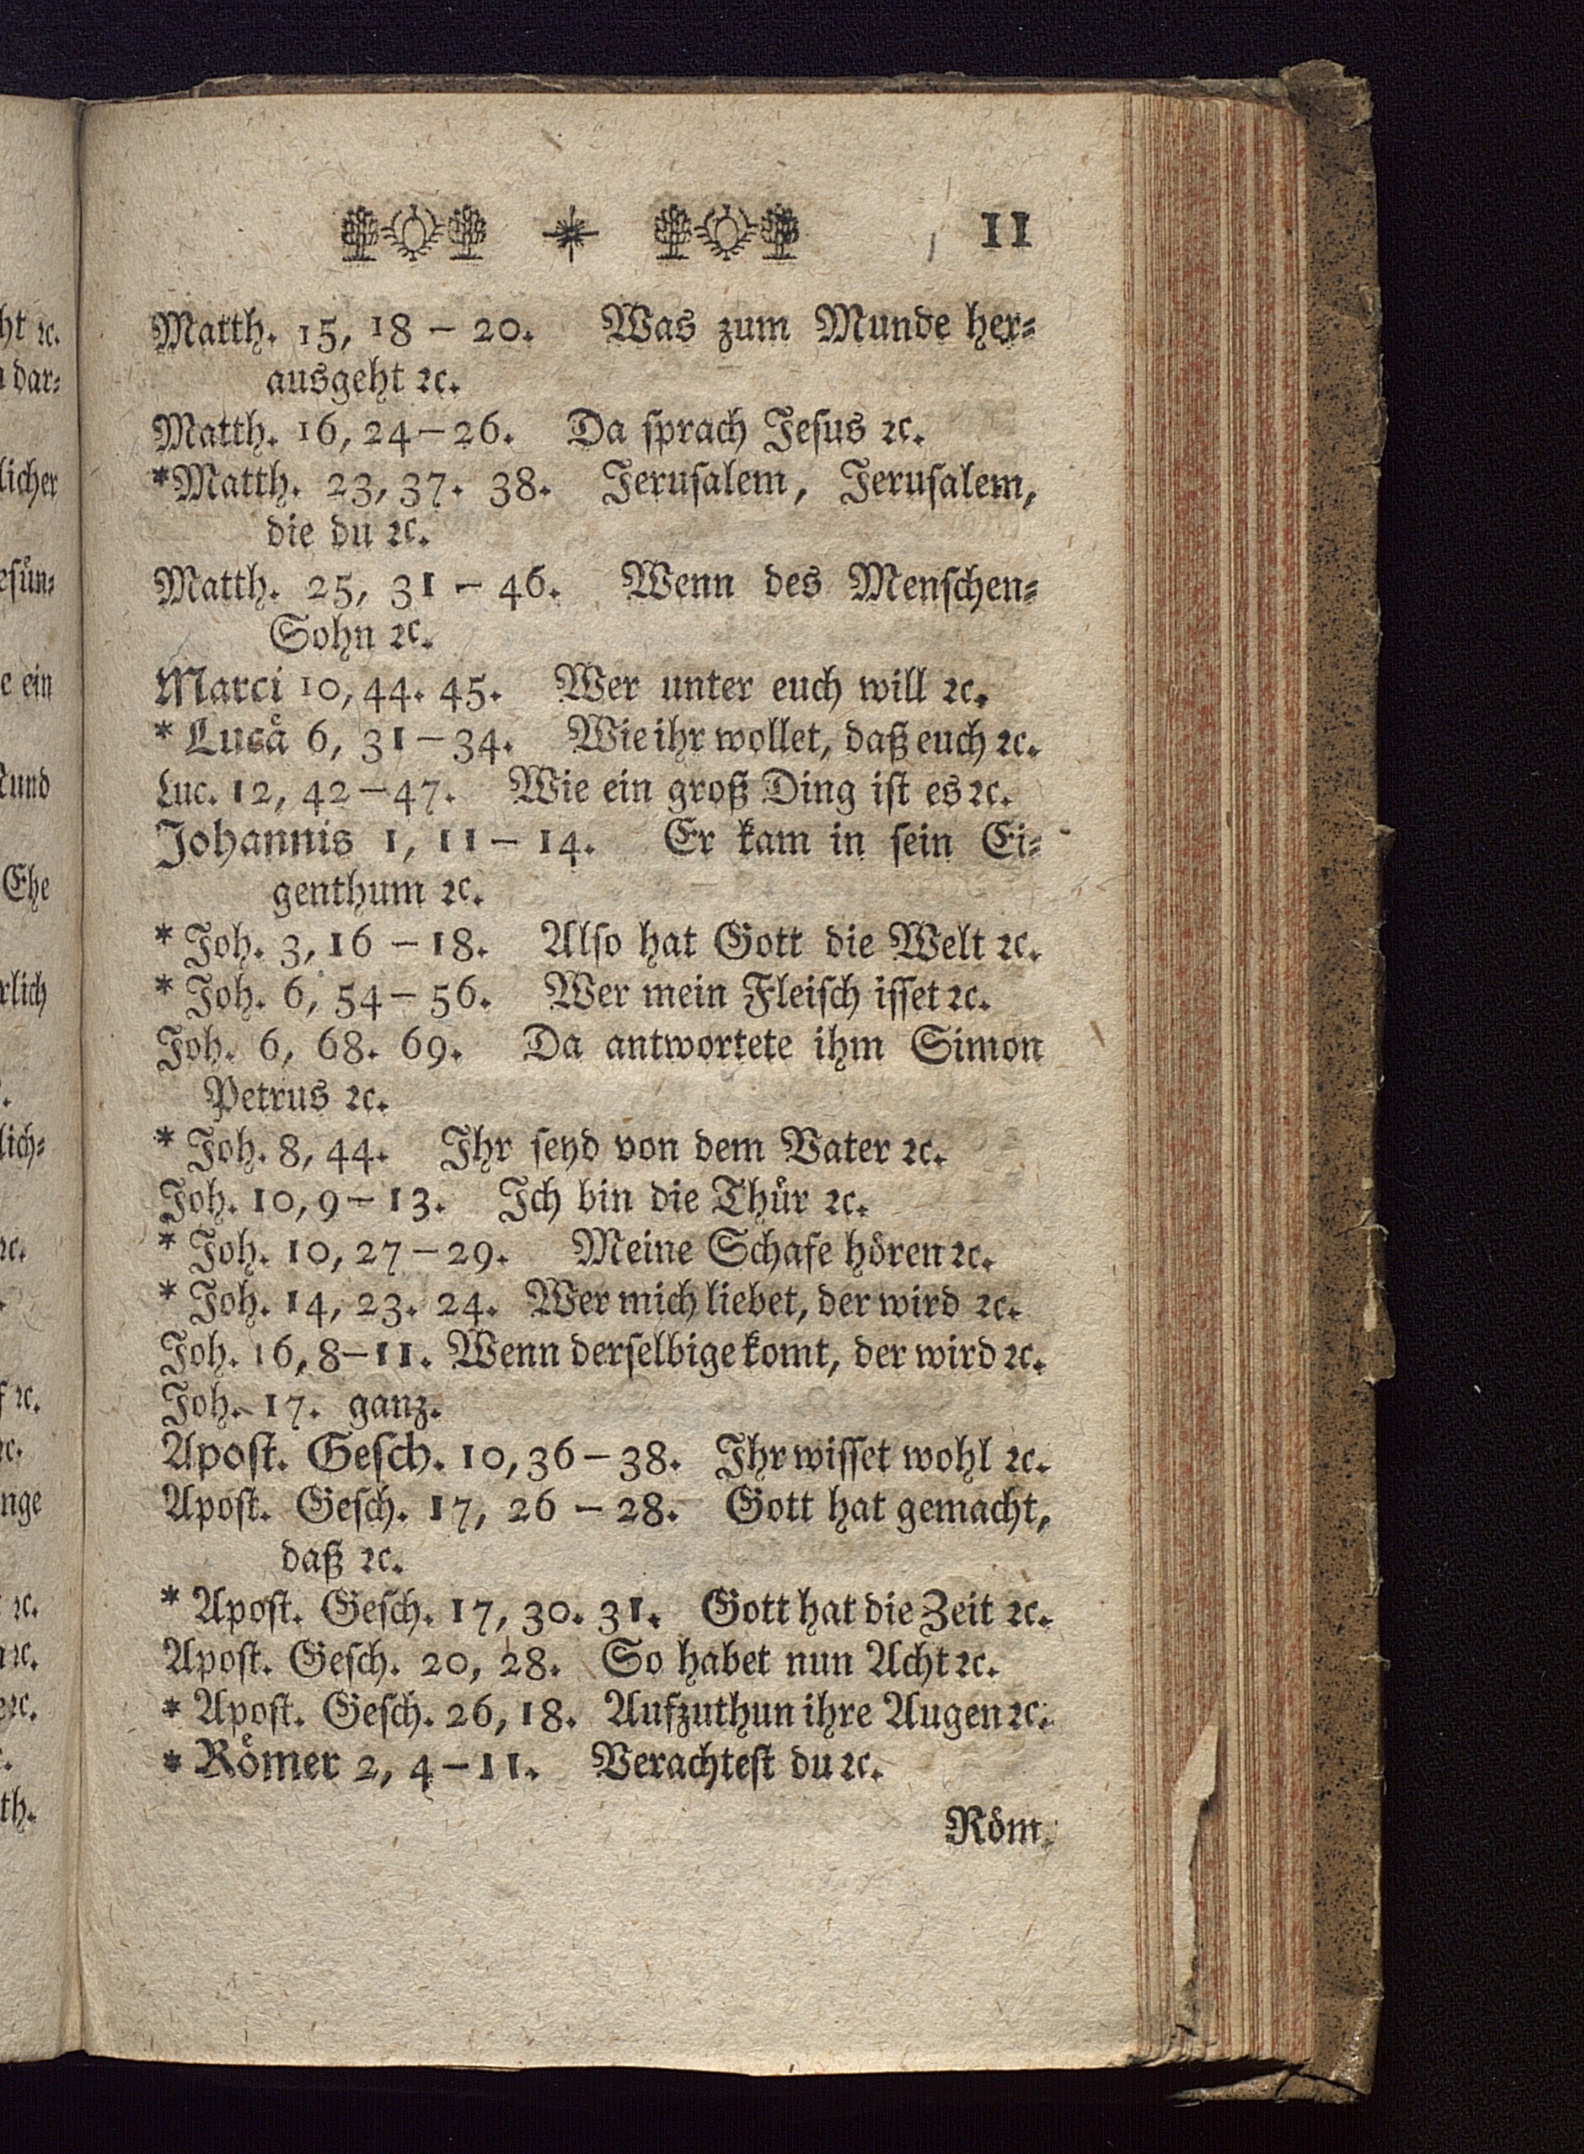 11
Matth. 15, 18 – 20. Was zum Munde her⸗
ausgeht ꝛc.
Matth. 16, 24 – 26. Da ſprach Jeſus ꝛc.
*Matth. 23, 37. 38. Jeruſalem, Jeruſalem,
die du ꝛc.
Matth. 25, 31 – 46. Wenn des Menſchen⸗
Sohn ꝛc.
Marci 10, 44. 45. Wer unter euch will ꝛc.
* Lucaͤ 6, 31 – 34. Wie ihr wollet, daß euch ꝛc.
Luc. 12, 42 – 47. Wie ein groß Ding iſt es ꝛc.
Johannis 1, 11 – 14. Er kam in ſein Ei⸗
genthum ꝛc.
* Joh. 3, 16 – 18. Alſo hat Gott die Welt ꝛc.
* Joh. 6, 54 – 56. Wer mein Fleiſch iſſet ꝛc.
Joh. 6, 68. 69. Da antwortete ihm Simon
Petrus ꝛc.
* Joh. 8, 44. Ihr ſeyd von dem Vater ꝛc.
Joh. 10, 9 – 13. Ich bin die Thuͤr ꝛc.
* Joh. 10, 27 – 29. Meine Schafe hoͤren ꝛc.
* Joh. 14, 23. 24. Wer mich liebet, der wird ꝛc.
Joh. 16, 8 – 11. Wenn derſelbige komt, der wird ꝛc.
Joh. 17. ganz.
Apoſt. Geſch. 10, 36 – 38. Ihr wiſſet wohl ꝛc.
Apoſt. Geſch. 17, 26 – 28. Gott hat gemacht,
daß ꝛc.
* Apoſt. Geſch. 17, 30. 31. Gott hat die Zeit ꝛc.
Apoſt. Geſch. 20, 28. So habet nun Acht ꝛc.
* Apoſt. Geſch. 26, 18. Aufzuthun ihre Augen ꝛc.
* Roͤmer 2, 4 – 11. Verachteſt du ꝛc.
Roͤm.